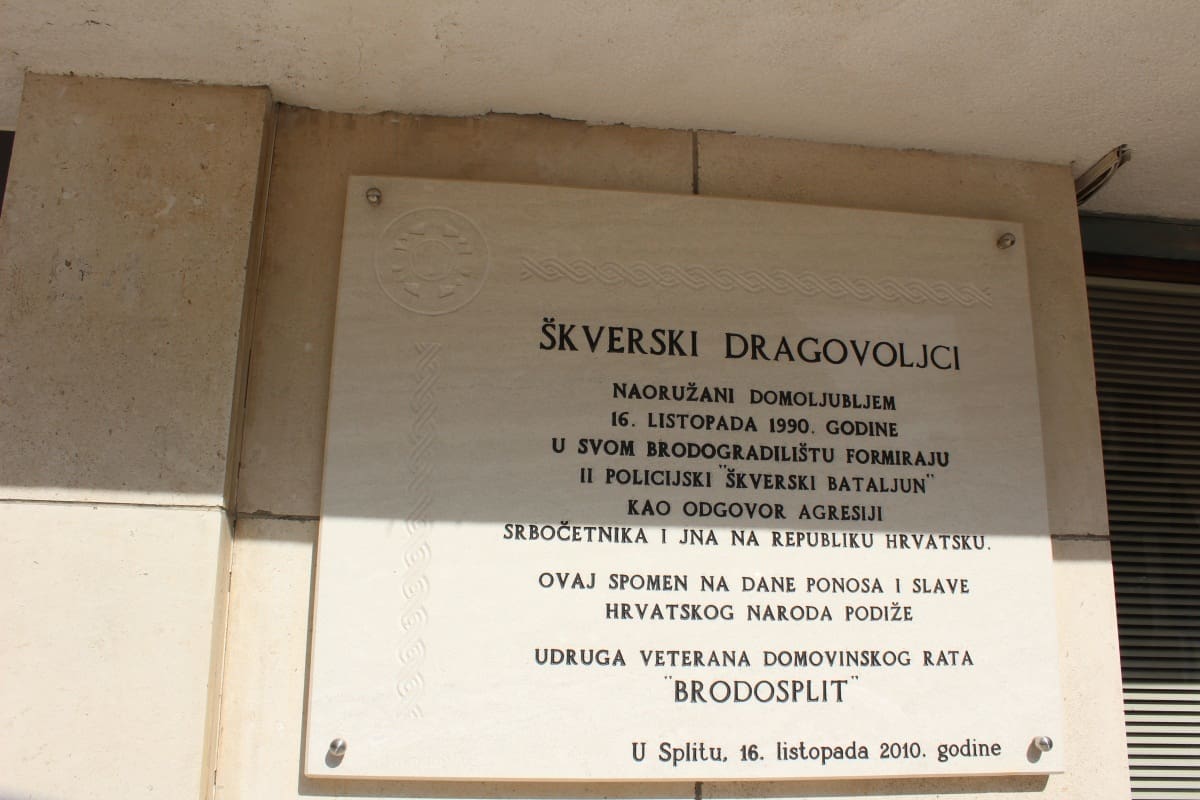 ŠKVERSKI DRAGOVOLJCI
NAORUŽANI DOMOLJUBLJEM
16. LISTOPADA 1990. GODINE
U SVOM BRODOGRADILIŠTU FORMIRAJU
II POLICIJSKI "ŠKVERSKI BATALJUN"
KAO ODGOVOR AGRESIJI
SRBOČETNIKA I JNA NA REPUBLIKU HRVATSKU.
OVAJ SPOMEN NA DANE PONOSA I SLAVE
HRVATSKOG NARODA PODIŽE
UDRUGA VETERANA DOMOVINSKOG RATA
"BRODOSPLIT"
U Splitu, 16. listopada 2010. godine